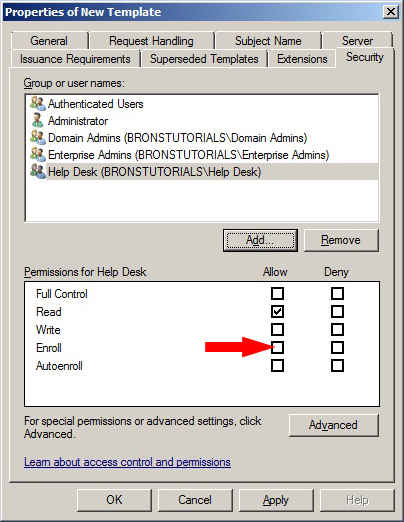 Properties of New Template
General Request Handling Subject Name Server
Issuance Requirements Superseded Templates Extensions Security
Group or user names:
Authenticated Users
Administrator
Domain Admins (BRONSTUTORIALS\Domain Admins)
Enterprise Admins (BRONSTUTORIALS\Enterprise Admins)
Help Desk (BRONSTUTORIALS\Help Desk)
Add... Remove
Permissions for Help Desk Allow Deny
Full Control
Read
Write
Enroll
Autoenroll
For special permissions or advanced settings, click
Advanced.
Advanced
Learn about access control and permissions
OK Cancel Apply Help